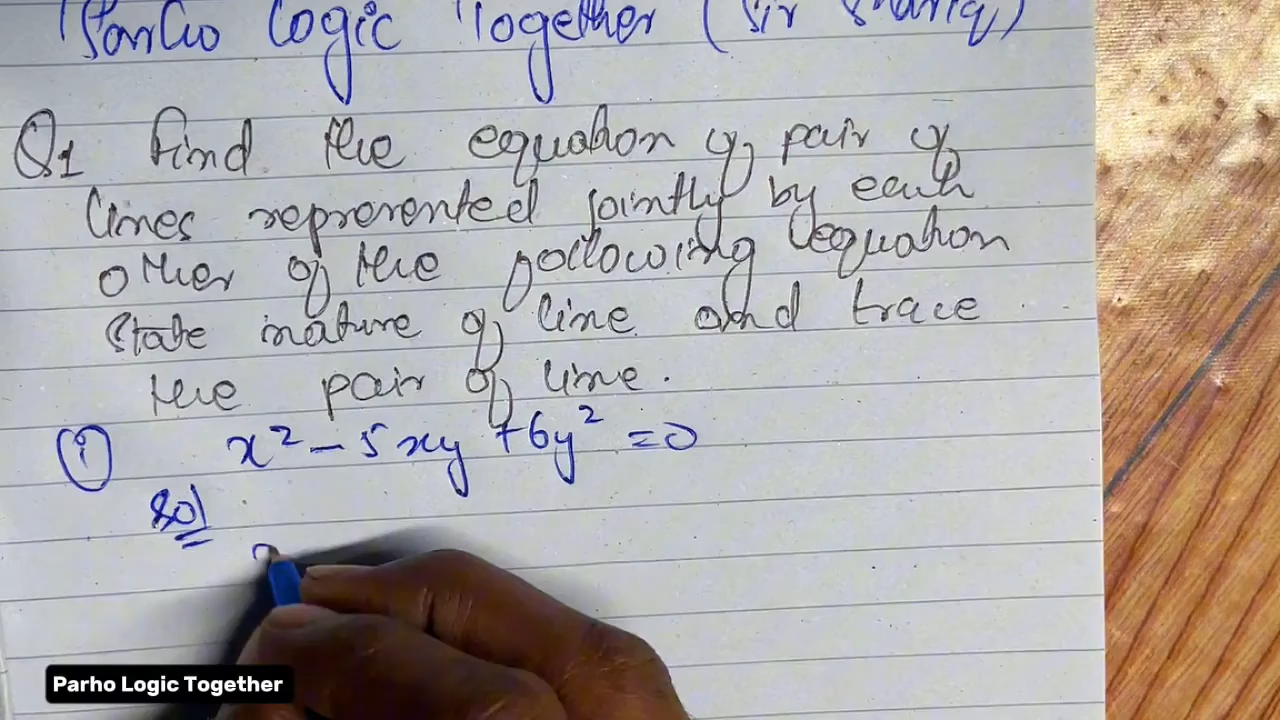 Parho Logic Together (Sir Shariq)
Q1 Find the equation of pair of
lines represented jointly by each
other of the following equation
State nature of line and trace
the pair of line.
(i) x² - 5xy + 6y² = 0
Sol
Parho Logic Together